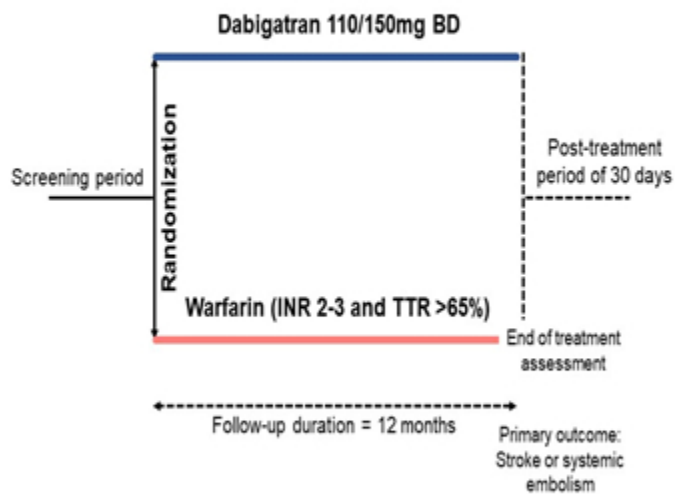 Dabigatran 110/150mg BD
Randomization
Screening period
Post-treatment
period of 30 days
Warfarin (INR 2-3 and TTR >65%)
End of treatment
assessment
Follow-up duration = 12 months
Primary outcome:
Stroke or systemic
embolism